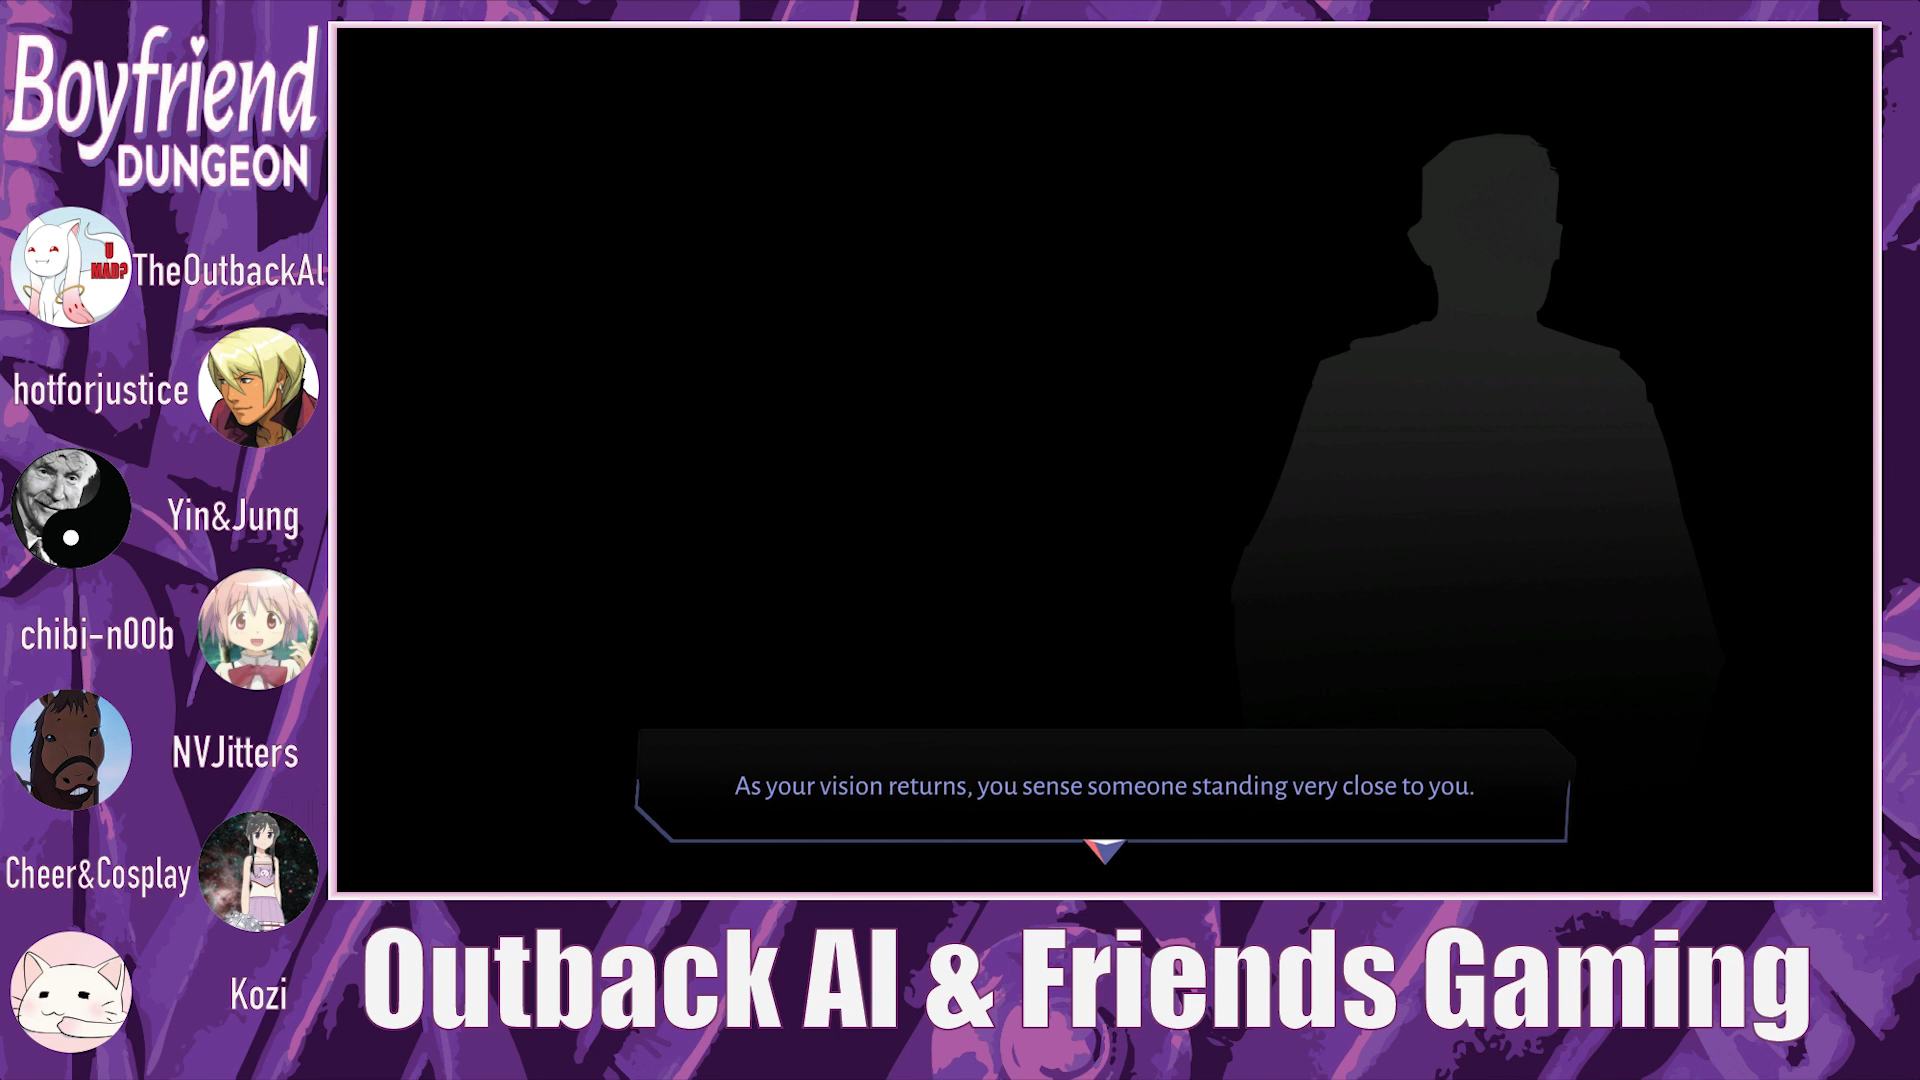 Boyfriend
DUNGEON
U
MAD?
TheOutbackAl
hotforjustice
Yin&Jung
chibi-n00b
NVJitters
Cheer&Cosplay
Kozi
As your vision returns, you sense someone standing very close to you.
Outback Al & Friends Gaming